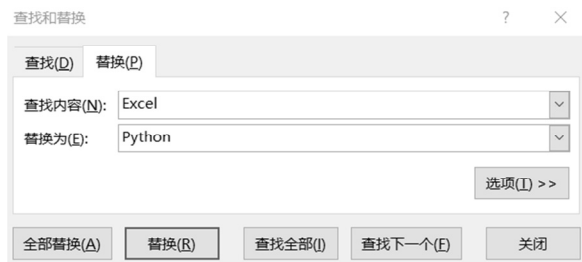 查找和替换 ?
查找(D) 替换(P)
查找内容(N): Excel
替换为(E): Python
选项(T) >>
全部替换(A) 替换(R) 查找全部(I) 查找下一个(F) 关闭